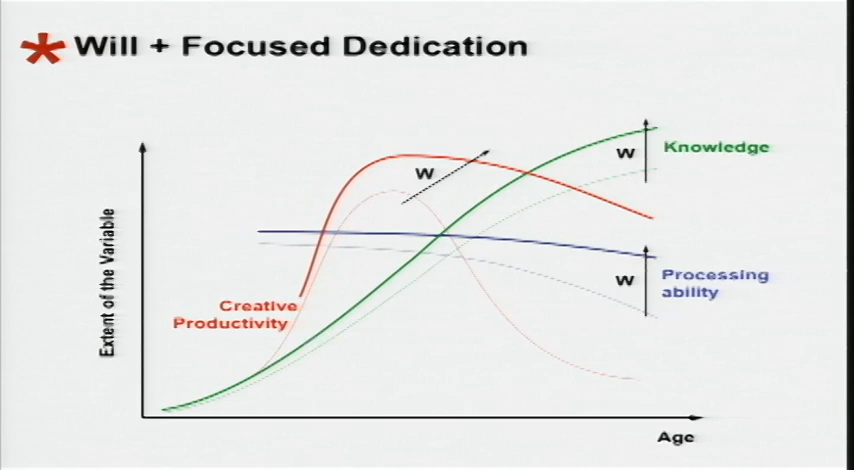 * Will + Focused Dedication
Knowledge
W
W
Extent of the Variable
Processing
ability
W
Creative
Productivity
Age